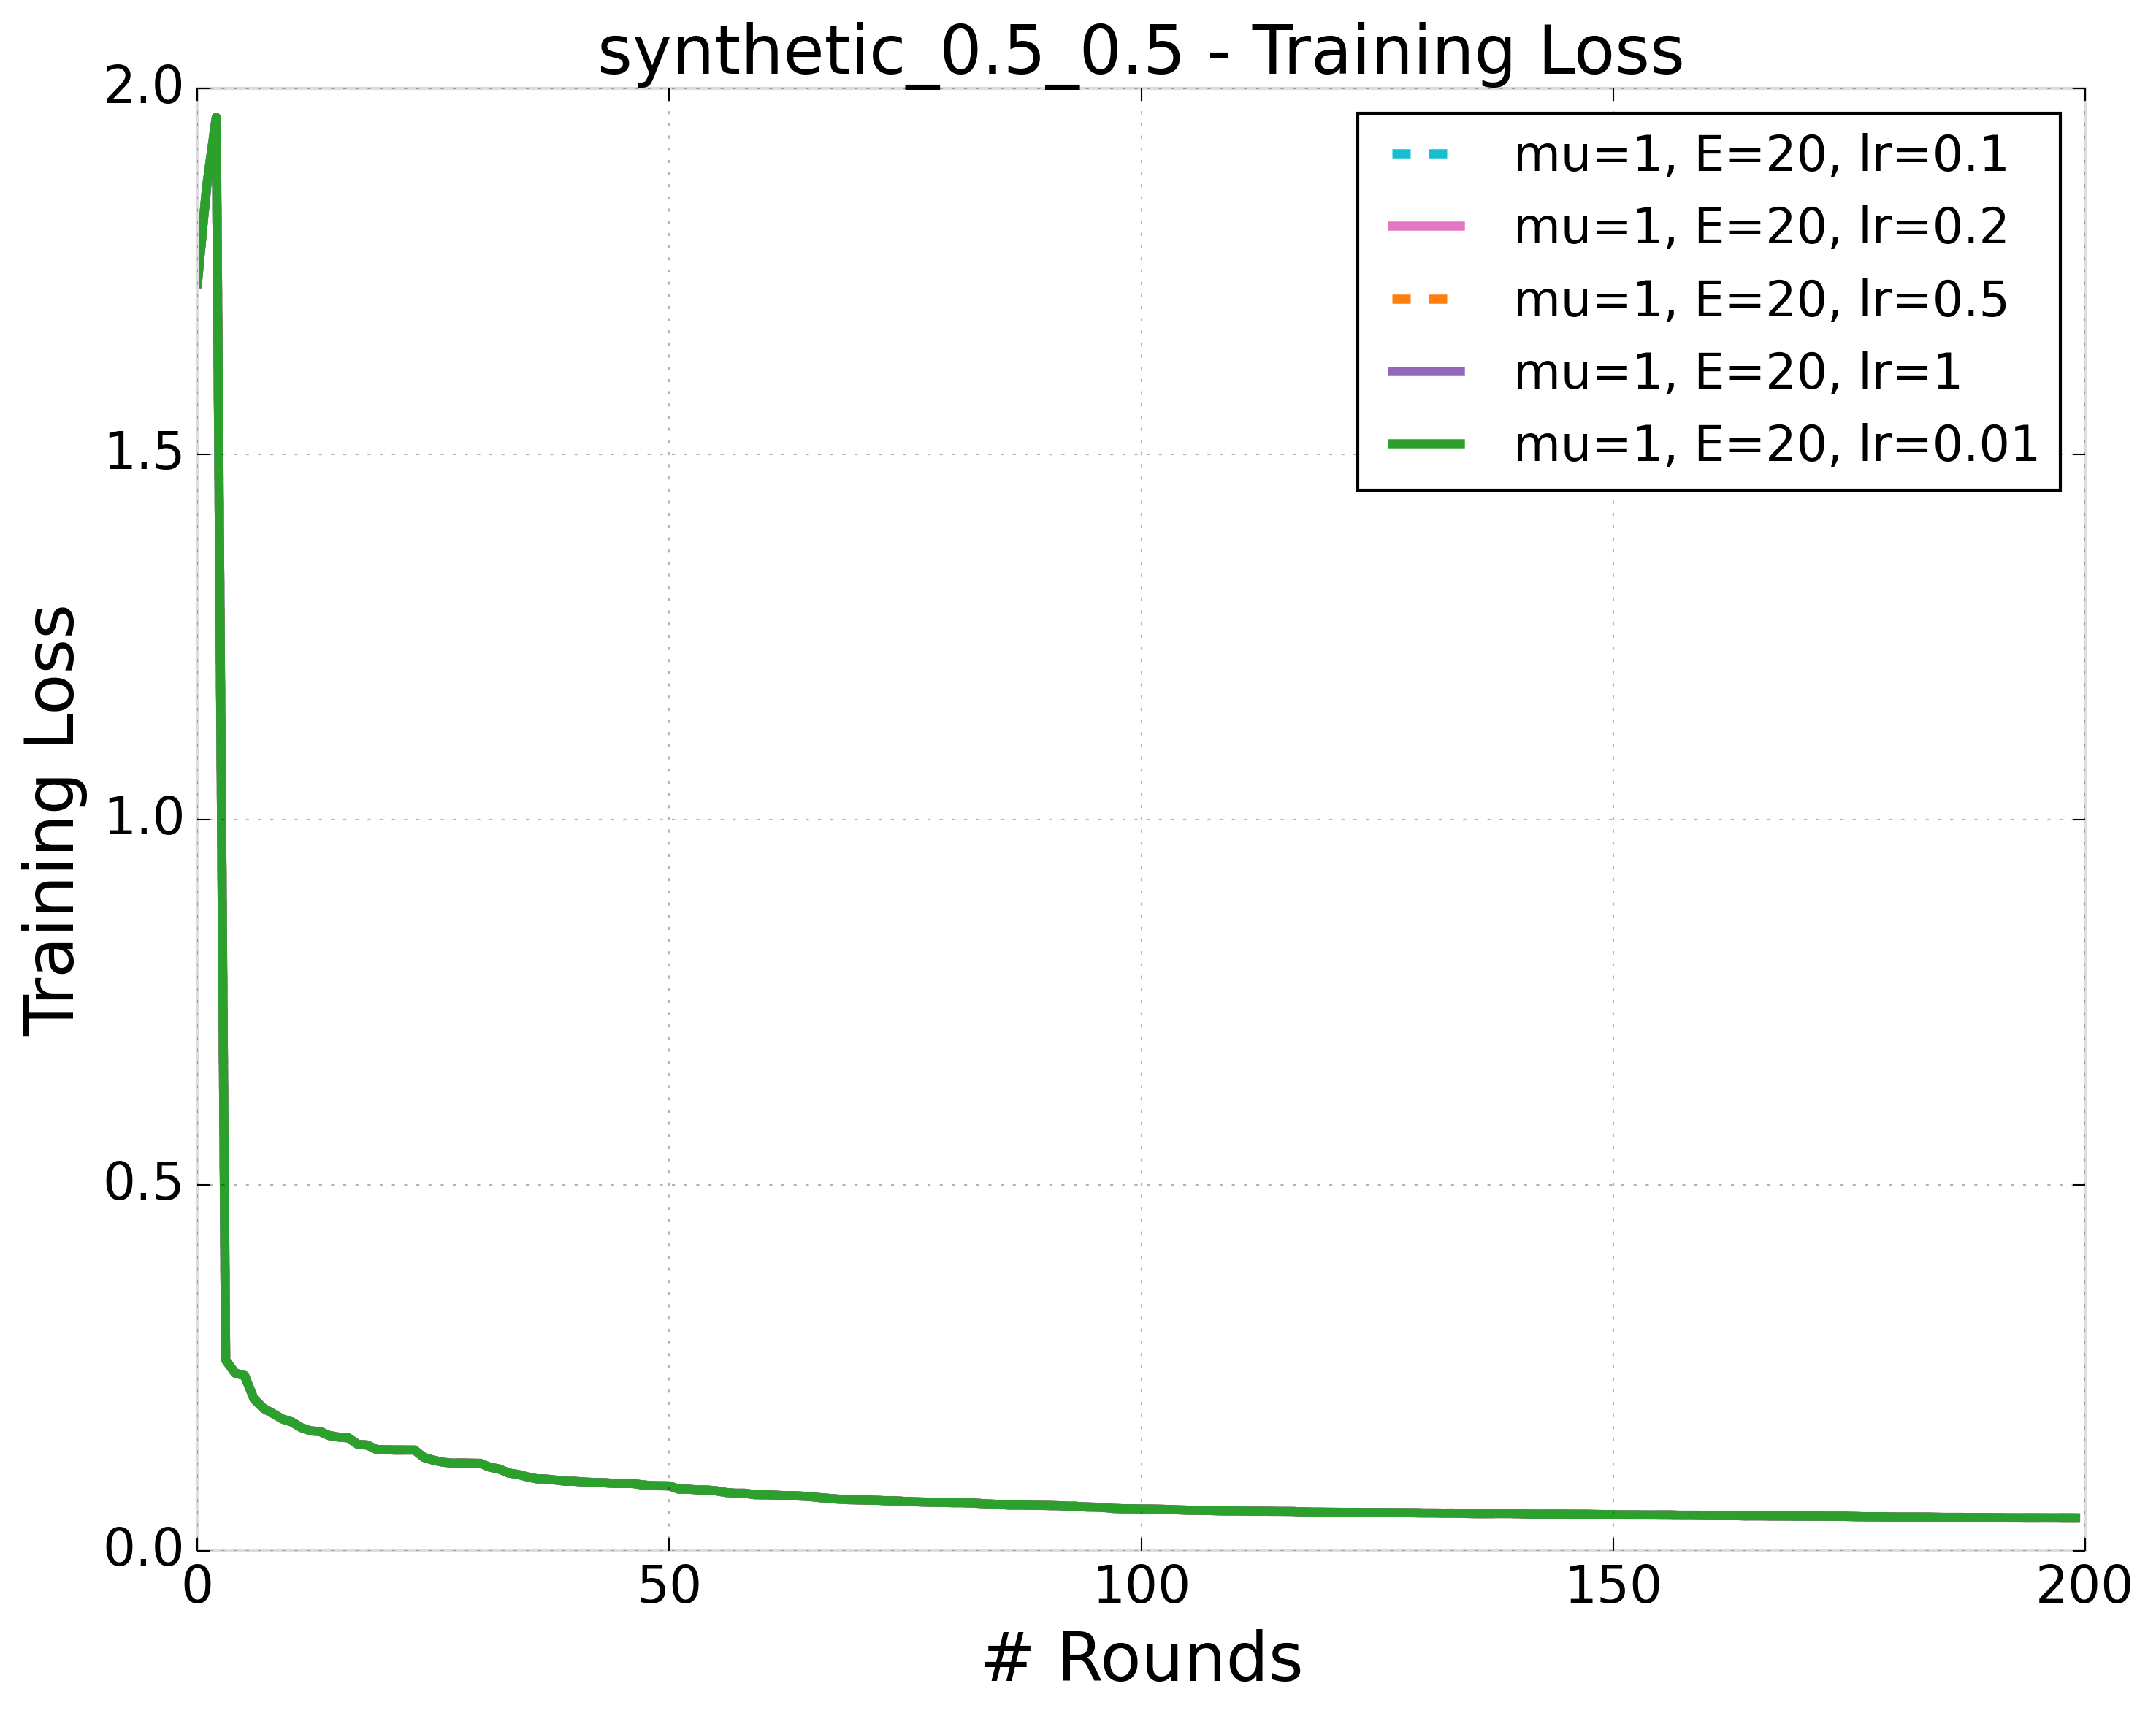 synthetic_0.5_0.5 - Training Loss
2.0
1.5
1.0
0.5
0.0
Training Loss
mu=1, E=20, lr=0.1
mu=1, E=20, lr=0.2
mu=1, E=20, lr=0.5
mu=1, E=20, lr=1
mu=1, E=20, lr=0.01
0 50 100 150 200
# Rounds